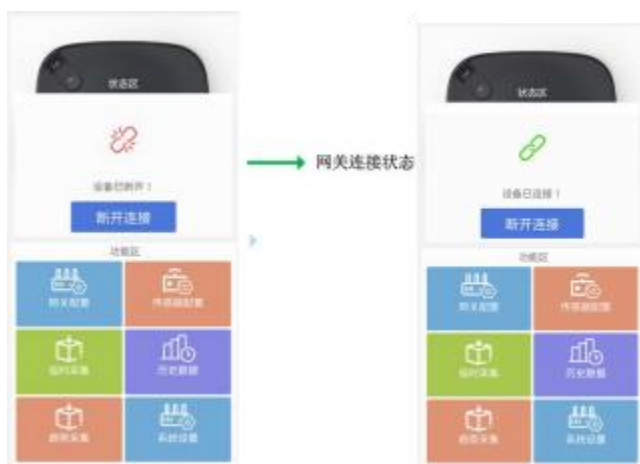 状态区
设备已断开！
断开连接
功能区
网关配置
传感器配置
临时采集
历史数据
自动采集
系统设置
网关连接状态
状态区
设备已连接！
断开连接
功能区
网关配置
传感器配置
临时采集
历史数据
自动采集
系统设置